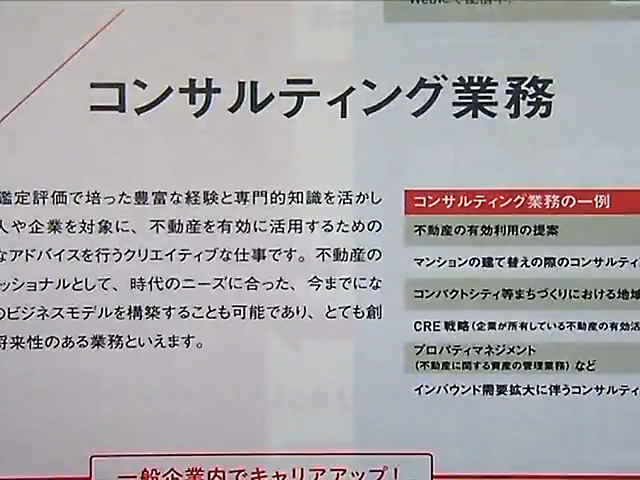 Webにて配信中
コンサルティング業務
鑑定評価で培った豊富な経験と専門的知識を活かし
人や企業を対象に、不動産を有効に活用するための
なアドバイスを行うクリエイティブな仕事です。不動産の
ッショナルとして、時代のニーズに合った、今までにな
のビジネスモデルを構築することも可能であり、とても創
将来性のある業務といえます。
コンサルティング業務の一例
不動産の有効利用の提案
マンションの建て替えの際のコンサルティ
コンパクトシティ等まちづくりにおける地域
CRE戦略(企業が所有している不動産の有効活
プロパティマネジメント
(不動産に関する資産の管理業務) など
インバウンド需要拡大に伴うコンサルティ
一般企業内でキャリアアップ!